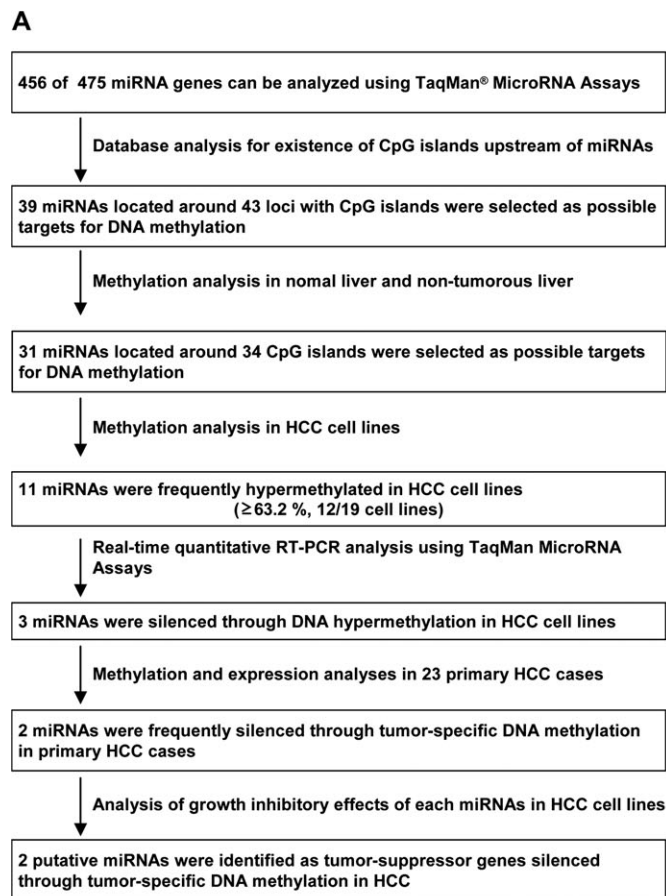 A
456 of 475 miRNA genes can be analyzed using TaqMan® MicroRNA Assays
Database analysis for existence of CpG islands upstream of miRNAs
39 miRNAs located around 43 loci with CpG islands were selected as possible
targets for DNA methylation
Methylation analysis in nomal liver and non-tumorous liver
31 miRNAs located around 34 CpG islands were selected as possible targets
for DNA methylation
Methylation analysis in HCC cell lines
11 miRNAs were frequently hypermethylated in HCC cell lines
(≥63.2 %, 12/19 cell lines)
Real-time quantitative RT-PCR analysis using TaqMan MicroRNA
Assays
3 miRNAs were silenced through DNA hypermethylation in HCC cell lines
Methylation and expression analyses in 23 primary HCC cases
2 miRNAs were frequently silenced through tumor-specific DNA methylation
in primary HCC cases
Analysis of growth inhibitory effects of each miRNAs in HCC cell lines
2 putative miRNAs were identified as tumor-suppressor genes silenced
through tumor-specific DNA methylation in HCC